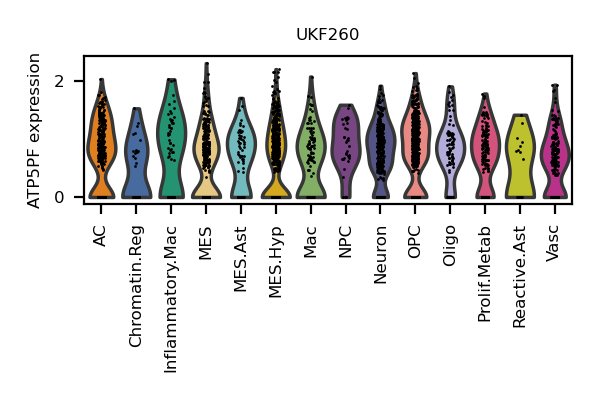 UKF260
ATP5PF expression
2
0
AC
Chromatin.Reg
Inflammatory.Mac
MES
MES.Ast
MES.Hyp
Mac
NPC
Neuron
OPC
Oligo
Prolif.Metab
Reactive.Ast
Vasc